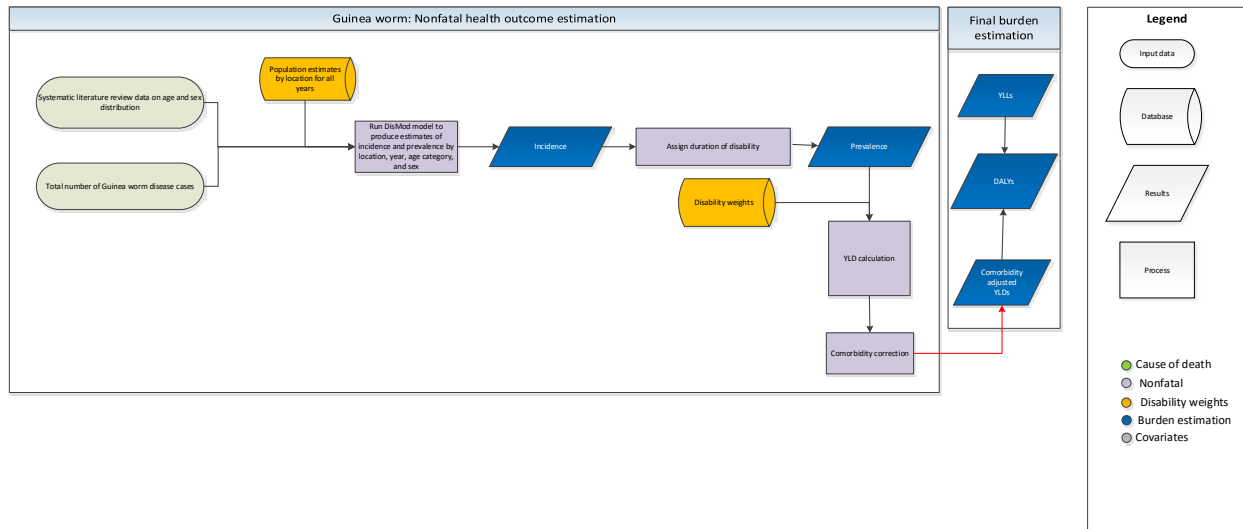 Guinea worm: Nonfatal health outcome estimation
Systematic literature review data on age and sex
distribution
Total number of Guinea worm disease cases
Population estimates
by location for all
years
Run DisMod model to
produce estimates of
incidence and prevalence by
location, year, age category,
and sex
Incidence
Assign duration of disability
Prevalence
Disability weights
YLD calculation
Comorbidity correction
Final burden
estimation
YLLs
DALYs
Comorbidity
adjusted
YLDs
Legend
Input data
Database
Results
Process
Cause of death
Nonfatal
Disability weights
Burden estimation
Covariates